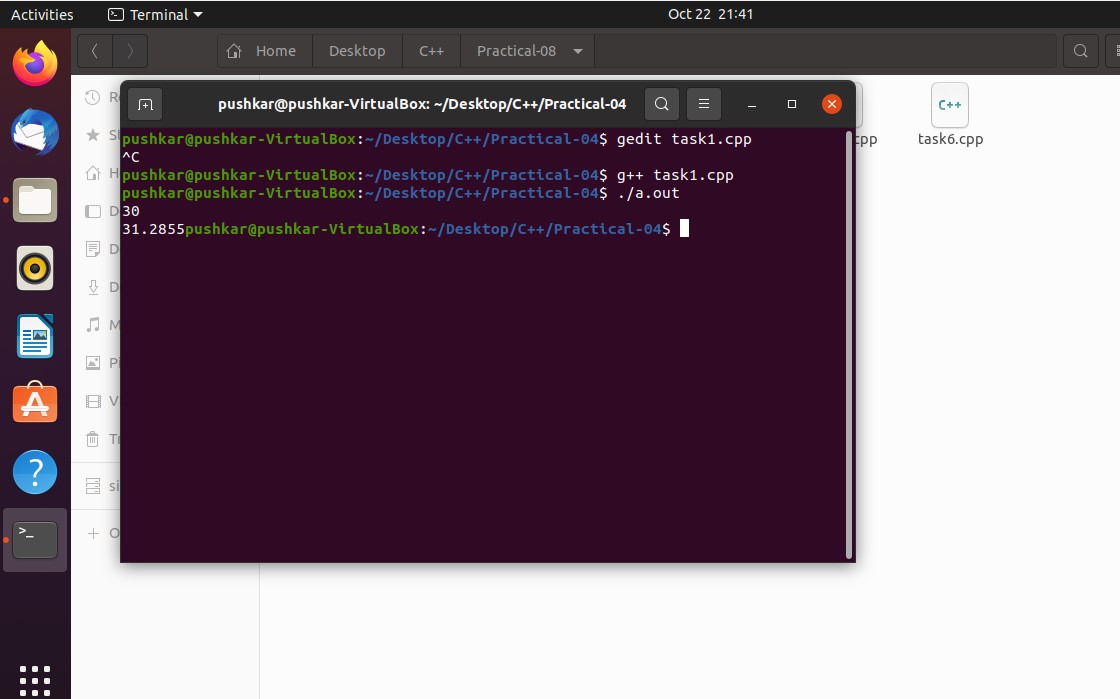 Activities
Terminal
Oct 22 21:41
Home
Desktop
C++
Practical-08
pushkar@pushkar-VirtualBox: ~/Desktop/C++/Practical-04
pushkar@pushkar-VirtualBox:~/Desktop/C++/Practical-04$ gedit task1.cpp
^C
pushkar@pushkar-VirtualBox:~/Desktop/C++/Practical-04$ g++ task1.cpp
pushkar@pushkar-VirtualBox:~/Desktop/C++/Practical-04$ ./a.out
30
31.2855pushkar@pushkar-VirtualBox:~/Desktop/C++/Practical-04$
C++
cpp
task6.cpp